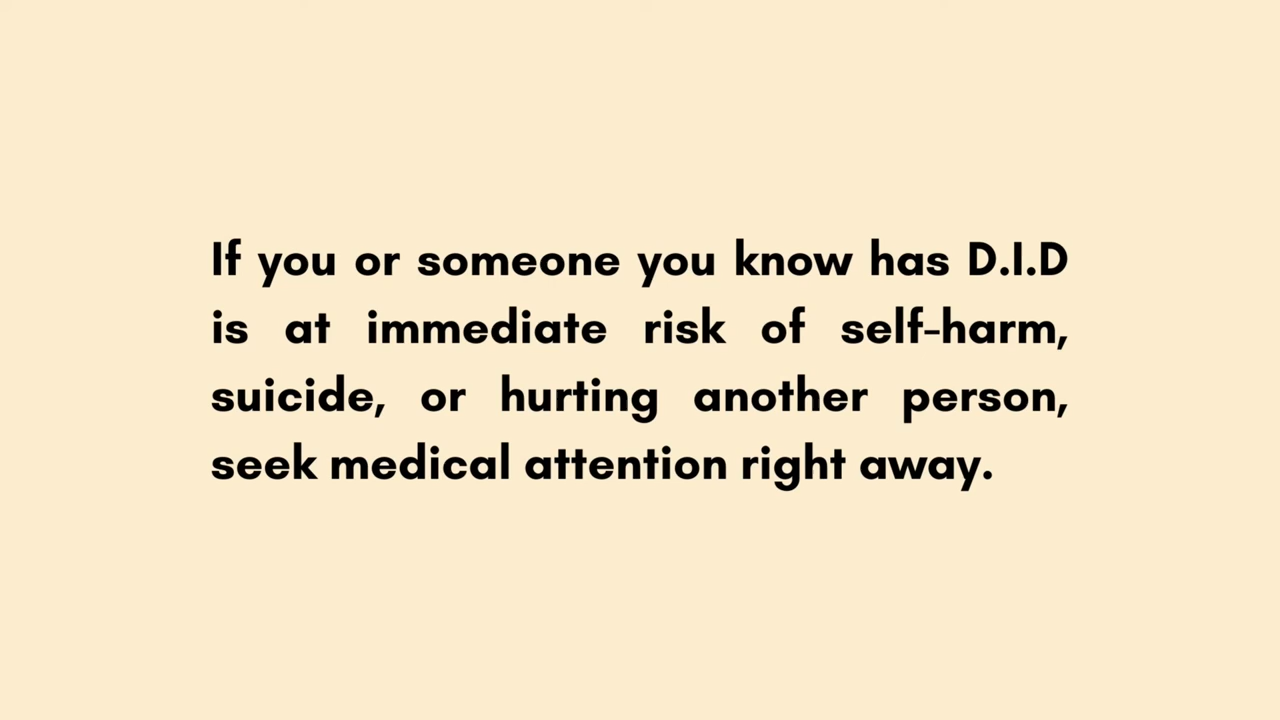 If you or someone you know has D.I.D
is at immediate risk of self-harm,
suicide, or hurting another person,
seek medical attention right away.